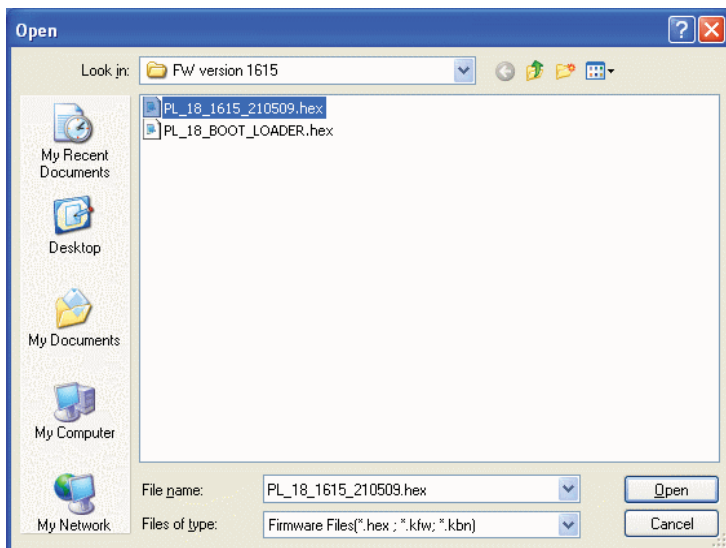 Open
Look in: FW version 1615
PL_18_1615_210509.hex
PL_18_BOOT_LOADER.hex
My Recent
Documents
Desktop
My Documents
My Computer
My Network
File name: PL_18_1615_210509.hex Open
Files of type: Firmware Files(*.hex ; *.kfw; *.kbn) Cancel